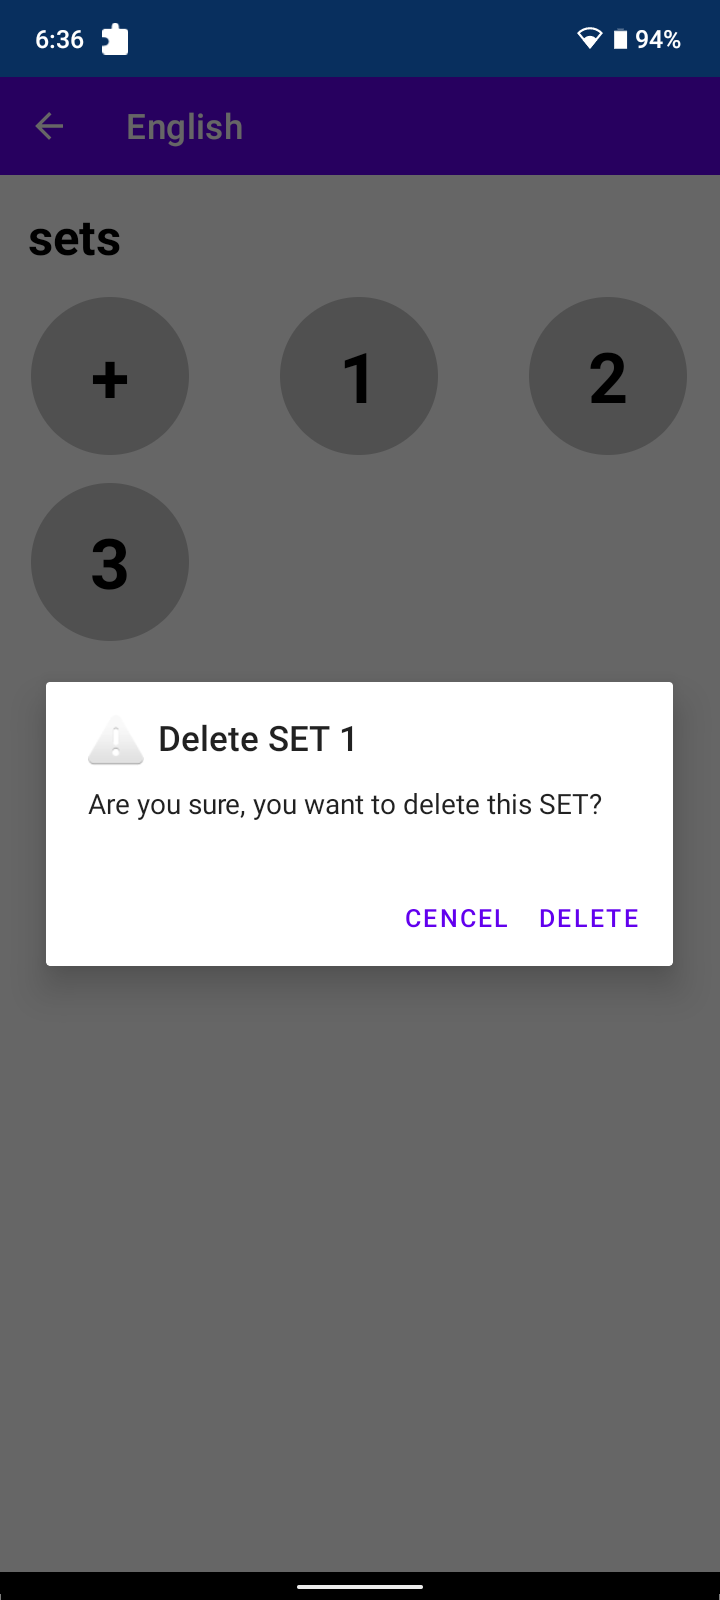 6:36 94%
English
sets
+ 1 2
3
Delete SET 1
Are you sure, you want to delete this SET?
CENCEL DELETE